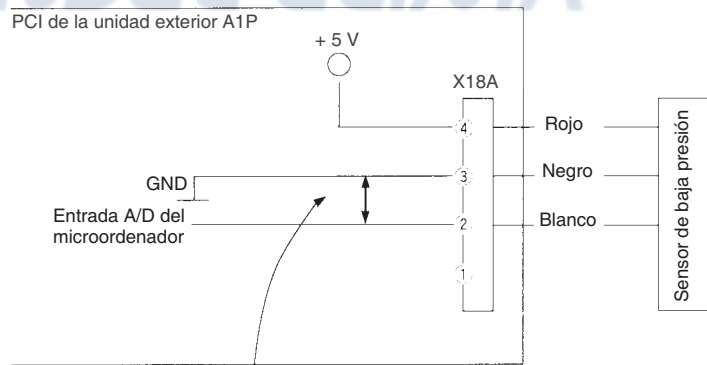 PCI de la unidad exterior A1P
+ 5 V
X18A
4
Rojo
3
Negro
GND
Entrada A/D del
microordenador
2
Blanco
1
Sensor de baja presión